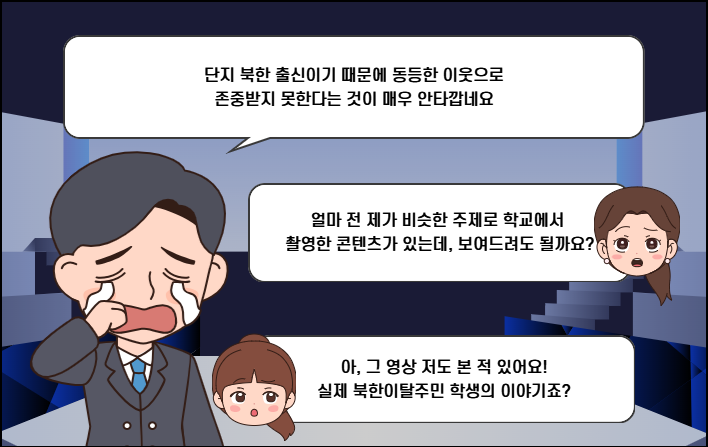 단지 북한 출신이기 때문에 동등한 이웃으로
존중받지 못한다는 것이 매우 안타깝네요
얼마 전 제가 비슷한 주제로 학교에서
촬영한 콘텐츠가 있는데, 보여드려도 될까요?
아, 그 영상 저도 본 적 있어요!
실제 북한이탈주민 학생의 이야기죠?